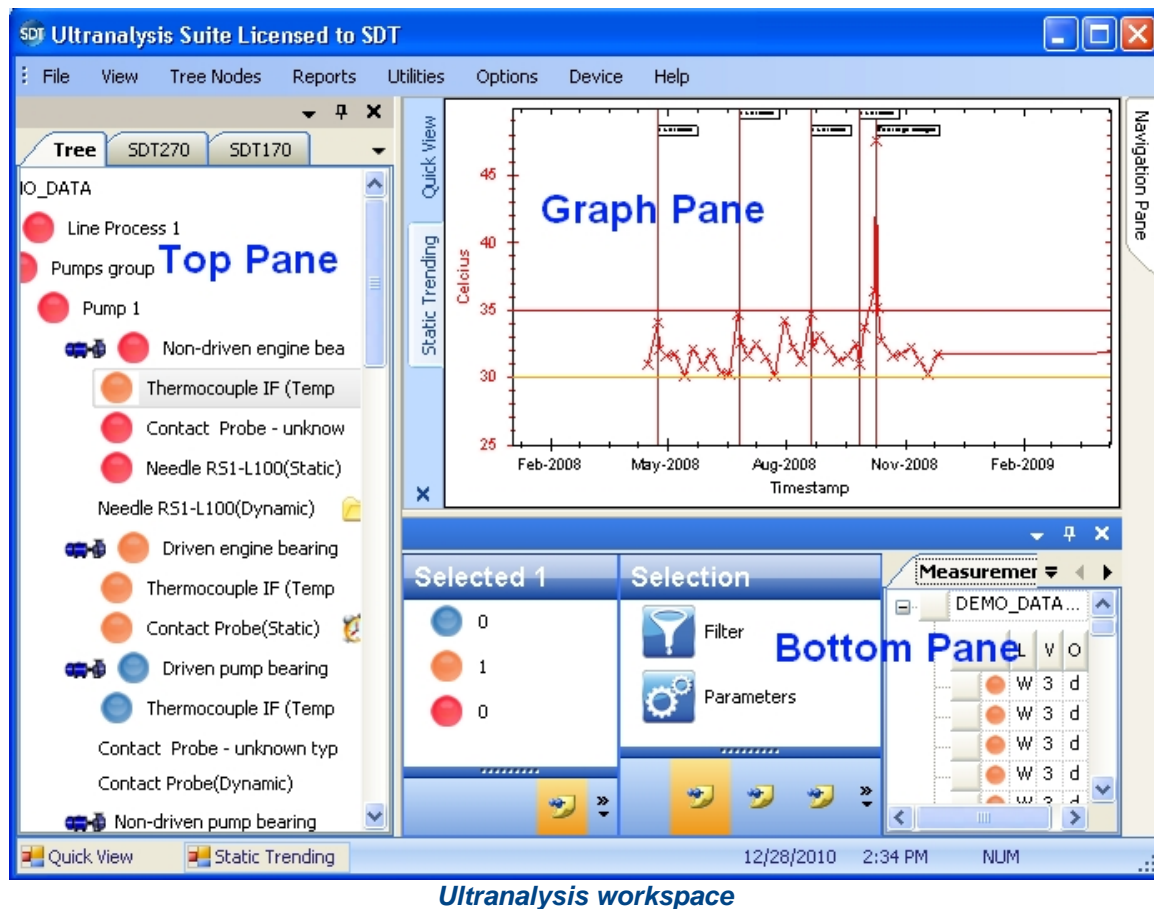 SDT Ultranalysis Suite Licensed to SDT
File View Tree Nodes Reports Utilities Options Device Help
Tree SDT270 SDT170
IO_DATA
Line Process 1
Pumps group
Top Pane
Pump 1
Non-driven engine bea
Thermocouple IF (Temp
Contact Probe - unknow
Needle RS1-L100(Static)
Needle RS1-L100(Dynamic)
Driven engine bearing
Thermocouple IF (Temp
Contact Probe(Static)
Driven pump bearing
Thermocouple IF (Temp
Contact Probe - unknown typ
Contact Probe(Dynamic)
Non-driven pump bearing
Quick View
Static Trending
Graph Pane
Celcius
45
40
35
30
25
Feb-2008 May-2008 Aug-2008 Nov-2008 Feb-2009
Timestamp
Navigation Pane
Selected 1
0
1
0
Selection
Filter
Parameters
Bottom Pane
Measuremer
DEMO_DATA...
L V O
W 3 d
W 3 d
W 3 d
W 3 d
W 3 d
Quick View Static Trending 12/28/2010 2:34 PM NUM
Ultranalysis workspace